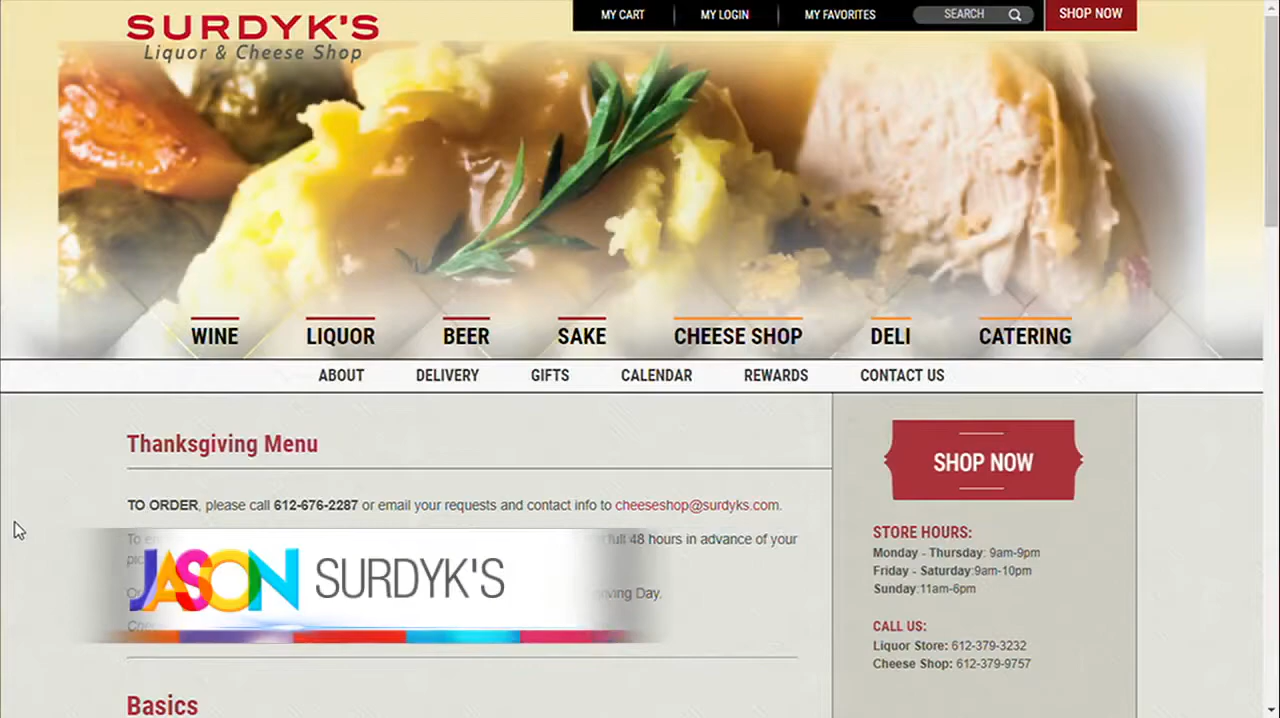 SURDYK'S
Liquor & Cheese Shop
MY CART
MY LOGIN
MY FAVORITES
SEARCH
SHOP NOW
WINE
LIQUOR
BEER
SAKE
CHEESE SHOP
DELI
CATERING
ABOUT
DELIVERY
GIFTS
CALENDAR
REWARDS
CONTACT US
Thanksgiving Menu
TO ORDER, please call 612-676-2287 or email your requests and contact info to cheeseshop@surdyks.com.
full 48 hours in advance of your
JASON SURDYK'S
Day.
Basics
SHOP NOW
STORE HOURS:
Monday - Thursday: 9am-9pm
Friday - Saturday:9am-10pm
Sunday:11am-6pm
CALL US:
Liquor Store: 612-379-3232
Cheese Shop: 612-379-9757